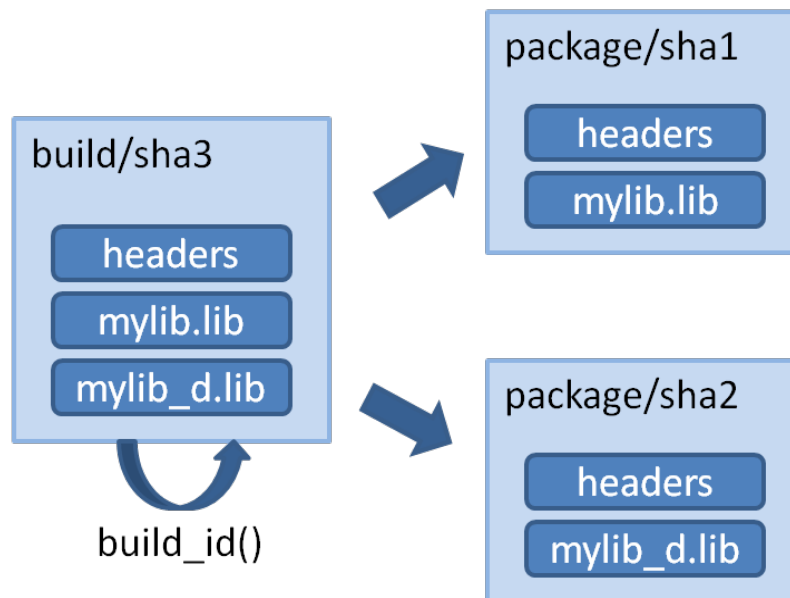 build/sha3
headers
mylib.lib
mylib_d.lib
build_id()
package/sha1
headers
mylib.lib
package/sha2
headers
mylib_d.lib